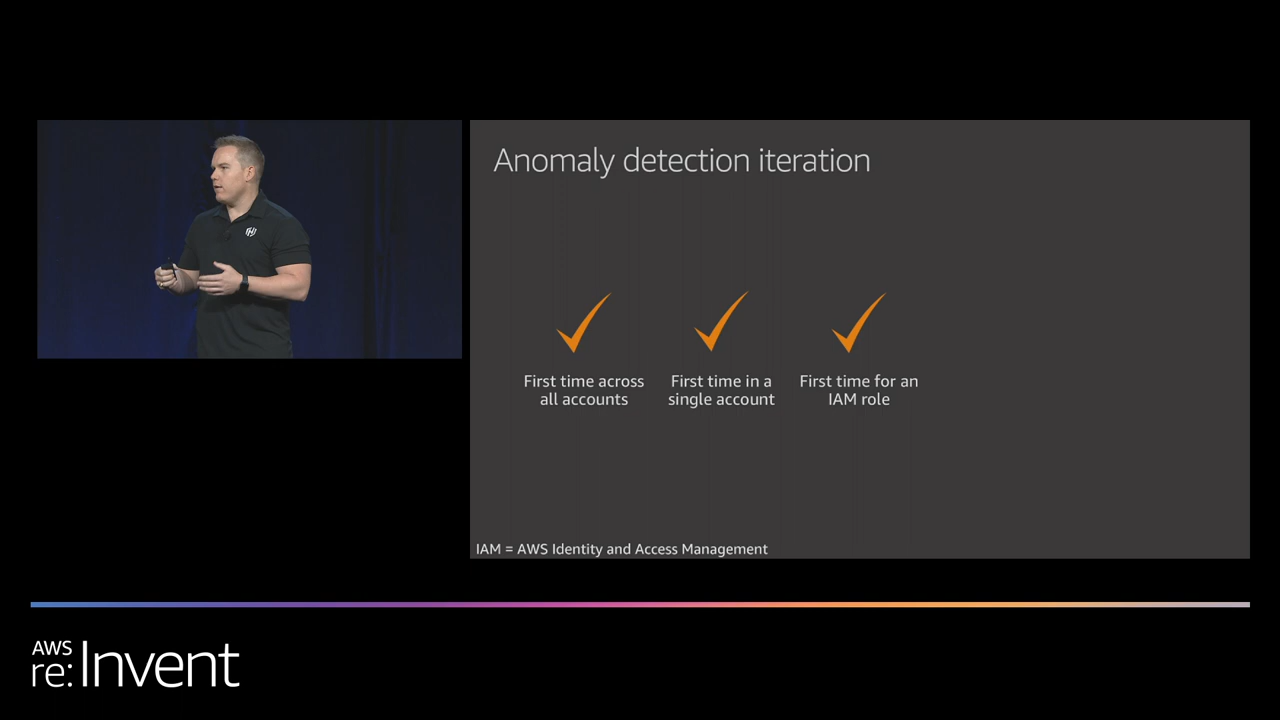 Anomaly detection iteration
First time across
all accounts
First time in a
single account
First time for an
IAM role
IAM = AWS Identity and Access Management
AWS
re:Invent